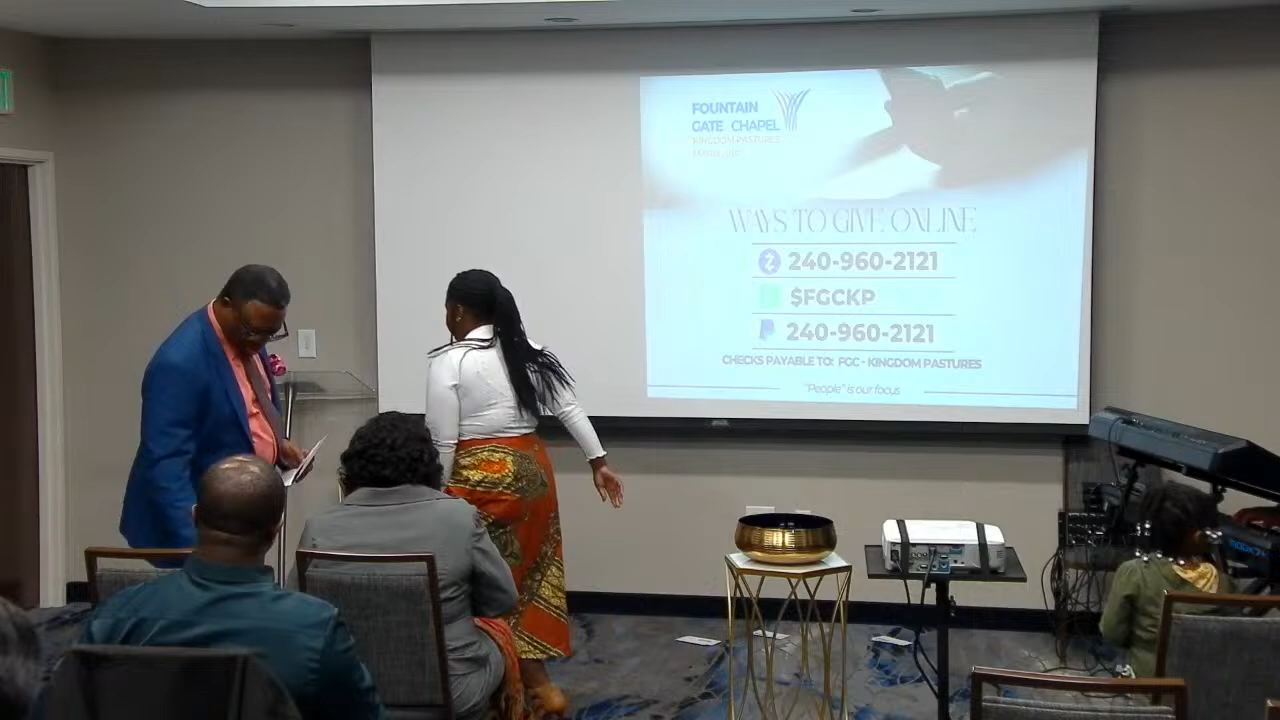 FOUNTAIN
GATE CHAPEL
KINGDOM PASTURES
WAYS TO GIVE ONLINE
240-960-2121
$FGCKP
240-960-2121
CHECKS PAYABLE TO: FGC - KINGDOM PASTURES
"People" is our focus